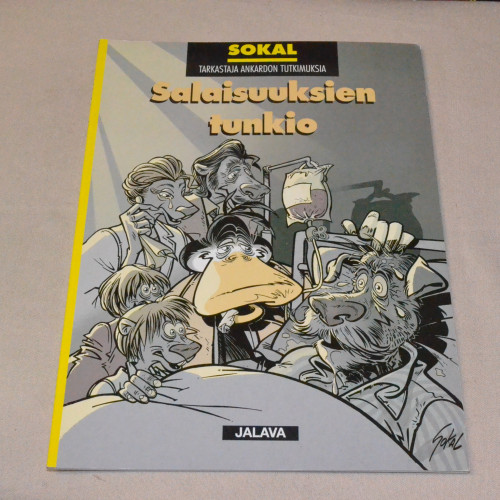 SOKAL
TARKASTAJA ANKARDON TUTKIMUKSIA
Salaisuuksien
tunkio
JALAVA
Sokal